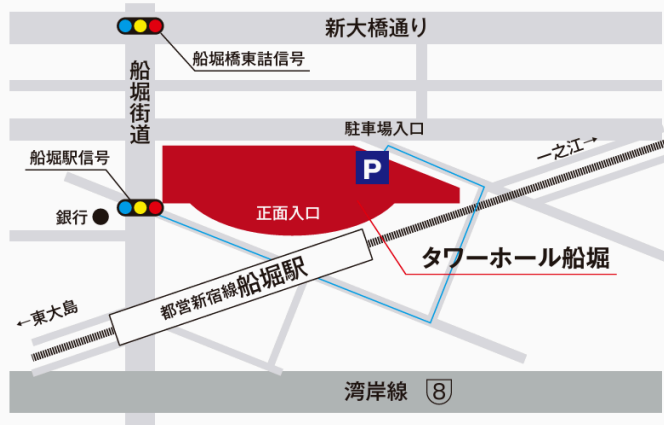 新大橋通り
船堀橋東詰信号
船堀街道
駐車場入口
一之江→
船堀駅信号
P
銀行
正面入口
タワーホール船堀
都営新宿線船堀駅
←東大島
湾岸線 8